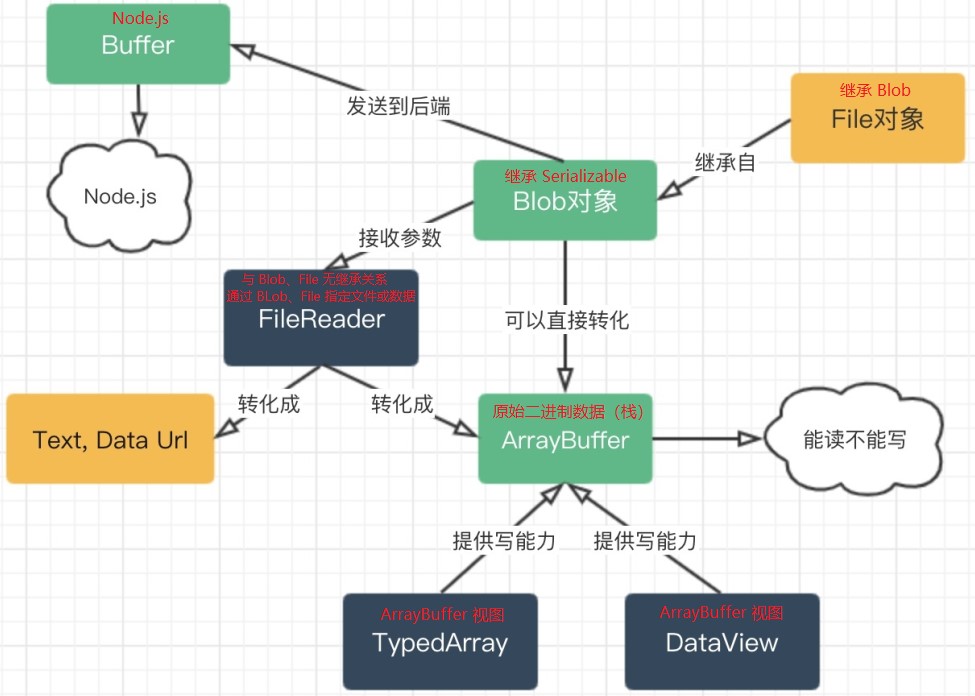 Node.js
Buffer
继承 Blob
File对象
发送到后端
继承自
继承 Serializable
Blob对象
Node.js
接收参数
与 Blob、File 无继承关系
通过 BLob、File 指定文件或数据
FileReader
可以直接转化
转化成
转化成
Text, Data Url
原始二进制数据（栈）
ArrayBuffer
能读不能写
提供写能力
提供写能力
ArrayBuffer 视图
TypedArray
ArrayBuffer 视图
DataView